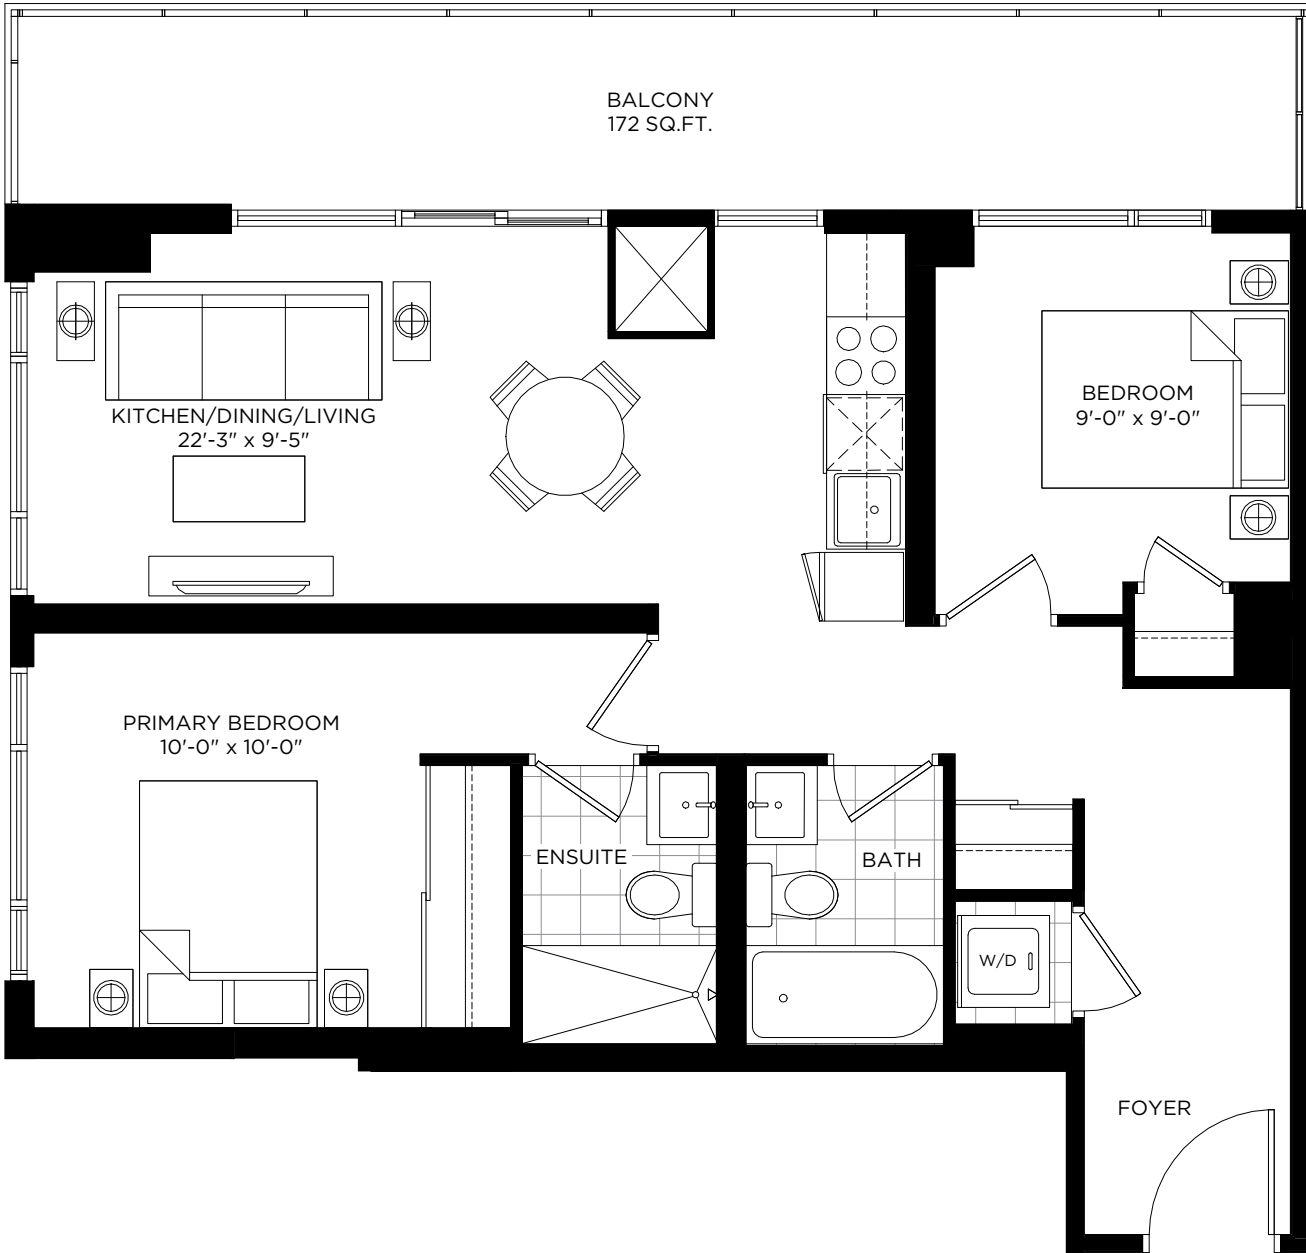 BALCONY
172 SQ.FT.
KITCHEN/DINING/LIVING
22'-3" x 9'-5"
BEDROOM
9'-0" x 9'-0"
PRIMARY BEDROOM
10'-0" x 10'-0"
ENSUITE
BATH
W/D
FOYER